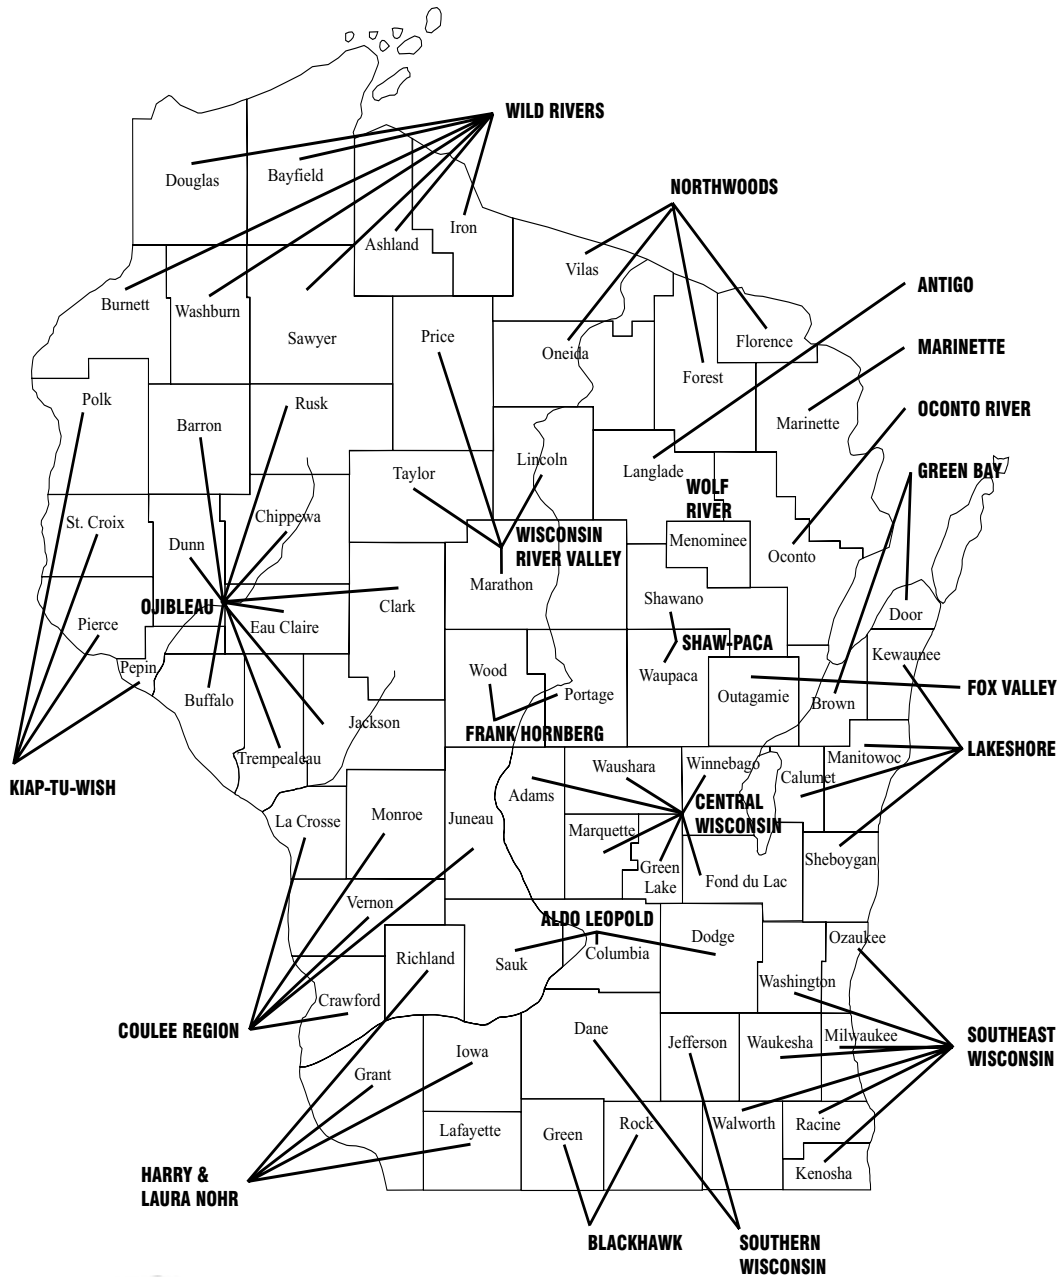 WILD RIVERS
Douglas
Bayfield
NORTHWOODS
Iron
Ashland
Vilas
ANTIGO
Burnett
Washburn
Sawyer
Price
Florence
Oneida
MARINETTE
Forest
Polk
Rusk
Barron
Marinette
OCONTO RIVER
Lincoln
Taylor
Langlade
GREEN BAY
WOLF
RIVER
St. Croix
Chippewa
WISCONSIN
RIVER VALLEY
Menominee
Dunn
Oconto
Marathon
OJIBLEAU
Clark
Shawano
Door
Pierce
Eau Claire
SHAW-PACA
Kewaunee
Pepin
Wood
Waupaca
FOX VALLEY
Buffalo
Portage
Outagamie
Brown
Jackson
FRANK HORNBERG
LAKESHORE
Trempealeau
Manitowoc
Waushara
Winnebago
Calumet
KIAP-TU-WISH
Adams
CENTRAL
WISCONSIN
La Crosse
Monroe
Juneau
Marquette
Sheboygan
Green
Lake
Fond du Lac
Vernon
ALDO LEOPOLD
Dodge
Ozaukee
Richland
Sauk
Columbia
Washington
Crawford
COULEE REGION
Dane
Jefferson
Waukesha
Milwaukee
SOUTHEAST
WISCONSIN
Iowa
Grant
Lafayette
Green
Rock
Walworth
Racine
HARRY &
LAURA NOHR
Kenosha
BLACKHAWK
SOUTHERN
WISCONSIN